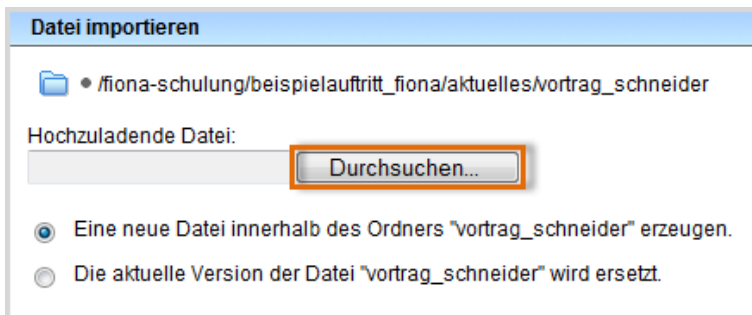 Datei importieren
/fiona-schulung/beispielauftritt_fiona/aktuelles/vortrag_schneider
Hochzuladende Datei:
Durchsuchen...
Eine neue Datei innerhalb des Ordners "vortrag_schneider" erzeugen.
Die aktuelle Version der Datei "vortrag_schneider" wird ersetzt.